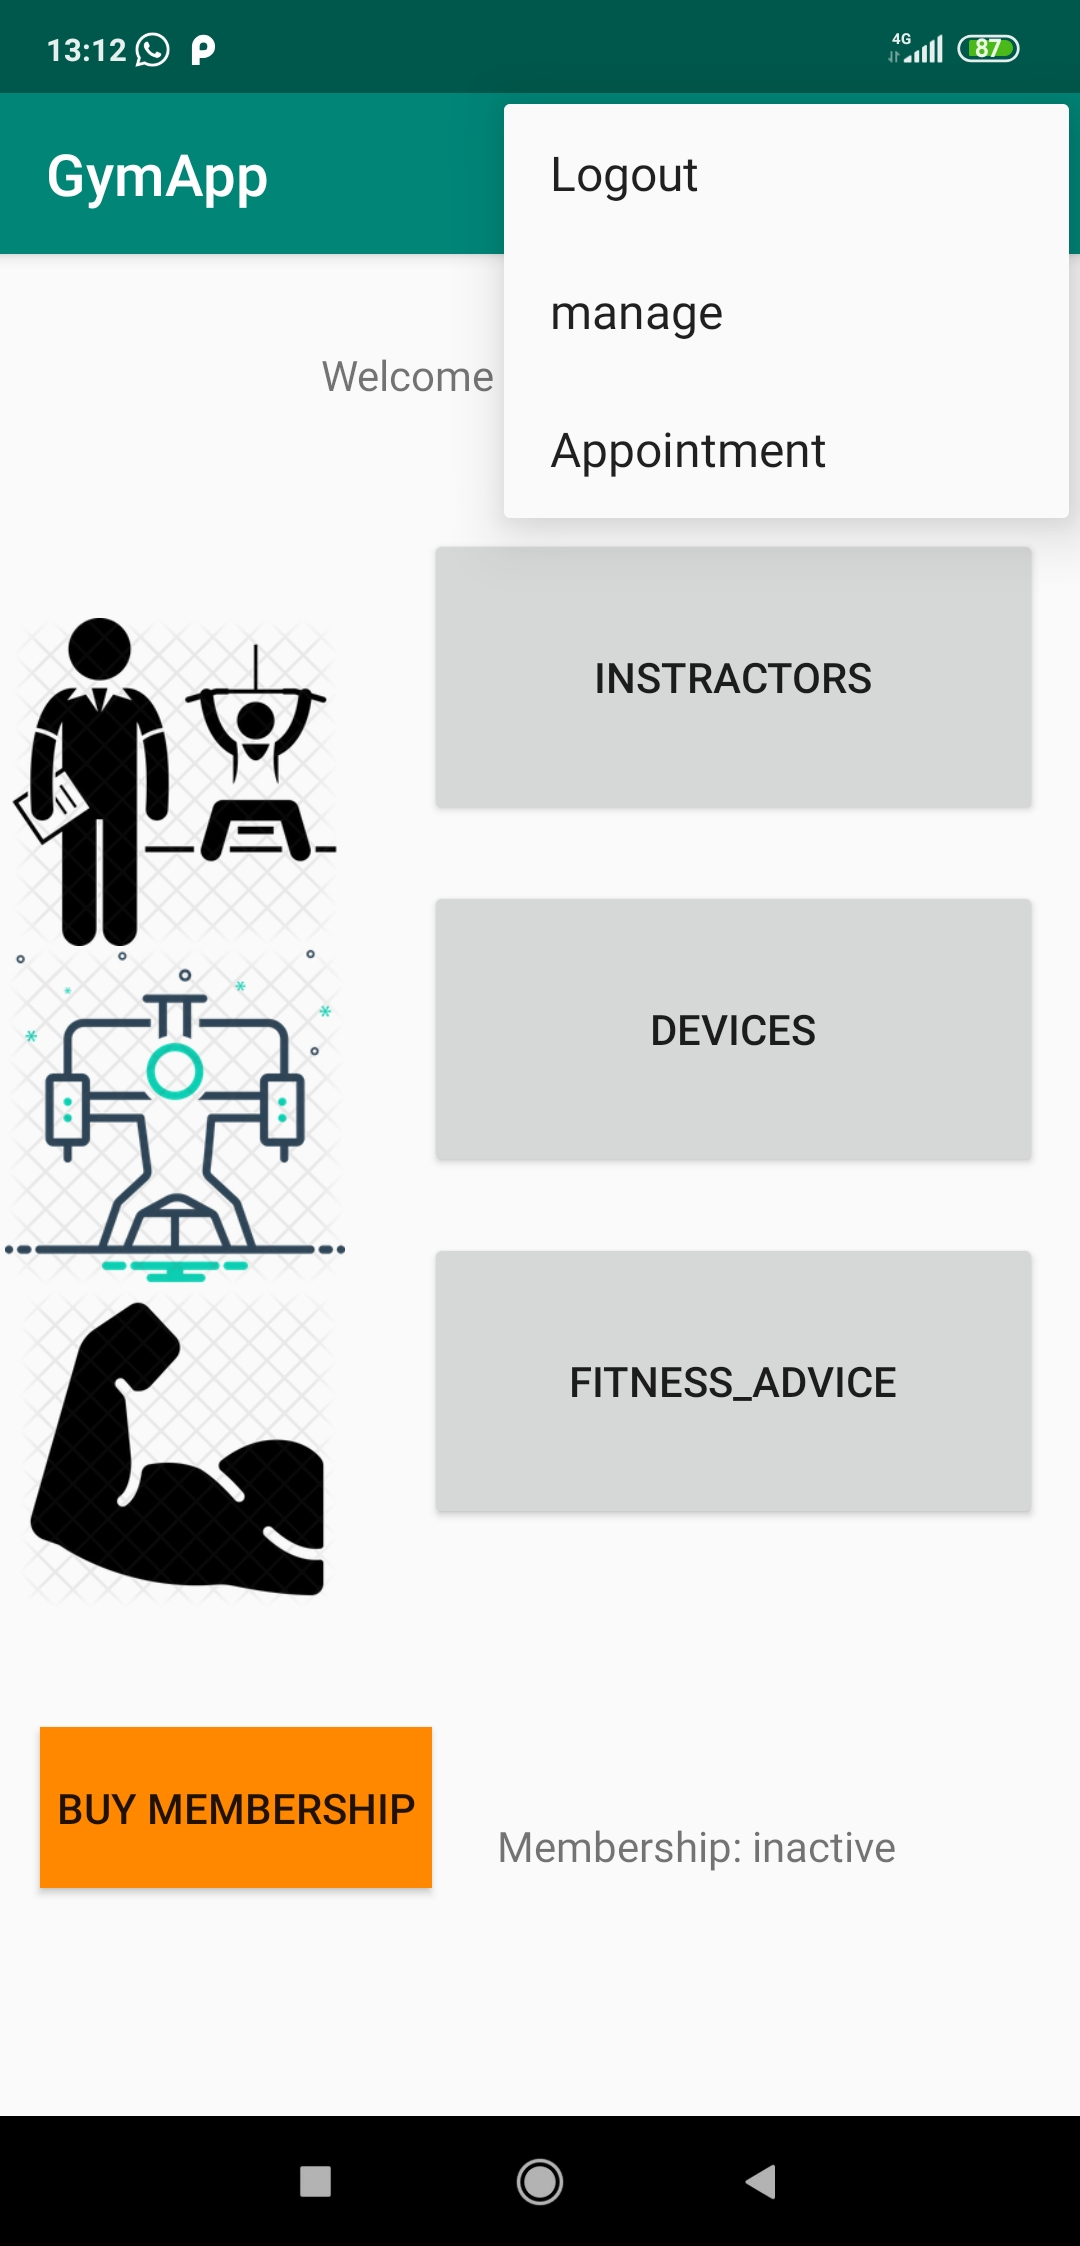 13:12
4G
87
GymApp
Logout
manage
Welcome
Appointment
INSTRACTORS
DEVICES
FITNESS_ADVICE
BUY MEMBERSHIP
Membership: inactive